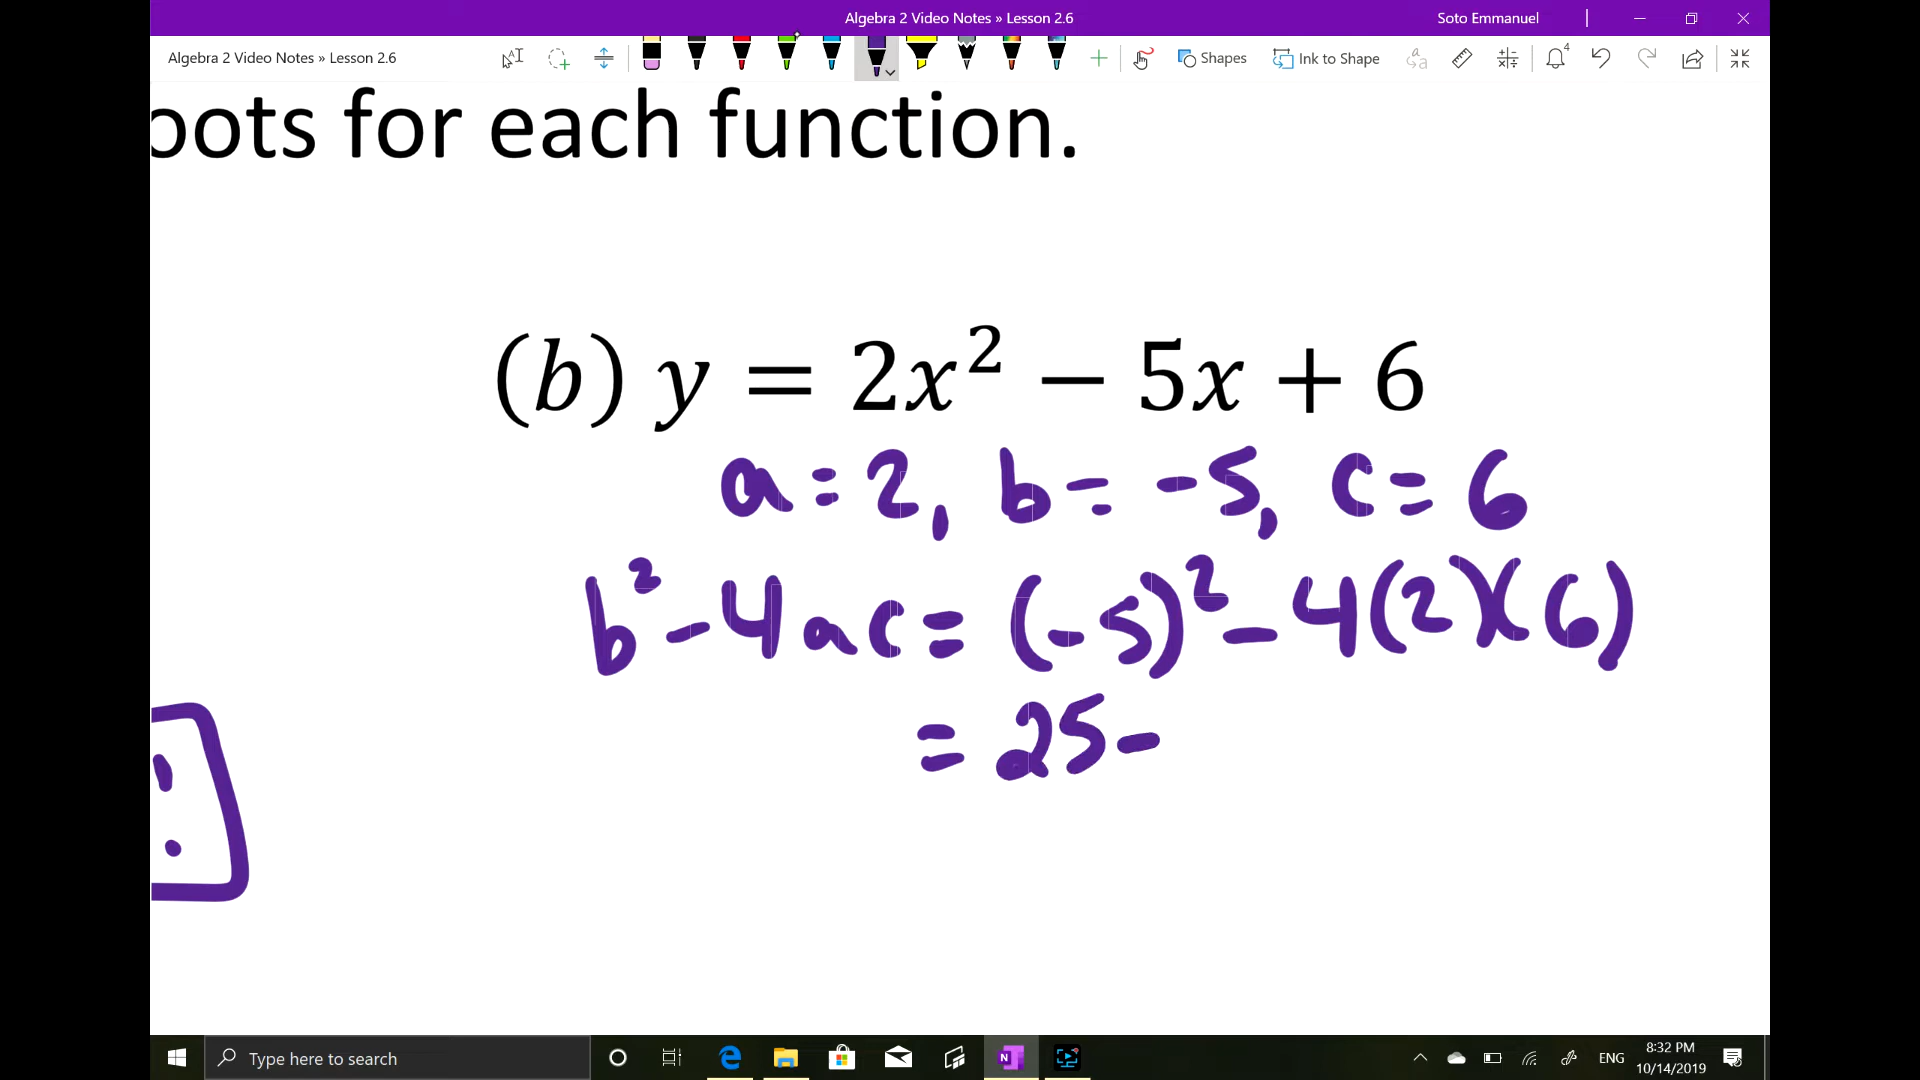 Algebra 2 Video Notes » Lesson 2.6
Soto Emmanuel
Algebra 2 Video Notes » Lesson 2.6
Shapes
Ink to Shape
4
oots for each function.
(b) y = 2x² − 5x + 6
a = 2, b = -5, c = 6
b² - 4ac = (-5)² - 4(2)(6)
= 25 -
Type here to search
ENG
8:32 PM
10/14/2019